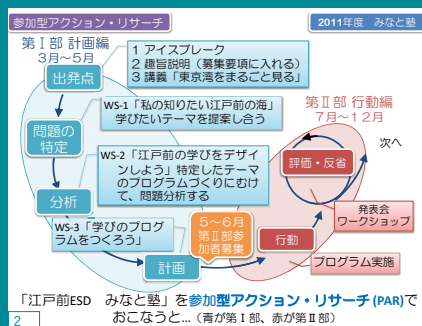 参加型アクション・リサーチ
2011年度 みなと塾
第Ⅰ部 計画編
3月～5月
出発点
1 アイスブレーク
2 趣旨説明（募集要項に入れる）
3 講義「東京湾をまるごと見る」
問題の
特定
WS-1「私の知りたい江戸前の海」
学びたいテーマを提案し合う
分析
WS-2「江戸前の学びをデザイ
ンしよう」特定したテーマ
のプログラムづくりにむけ
て、問題分析する
WS-3「学びのプロ
グラムをつくろう」
計画
5～6月
第Ⅱ部参
加者募集
第Ⅱ部 行動編
7月～12月
次へ
評価・反省
発表会
ワークショップ
行動
プログラム実施
「江戸前ESD みなと塾」を参加型アクション・リサーチ (PAR)で
おこなうと…（青が第Ⅰ部、赤が第Ⅱ部）
2